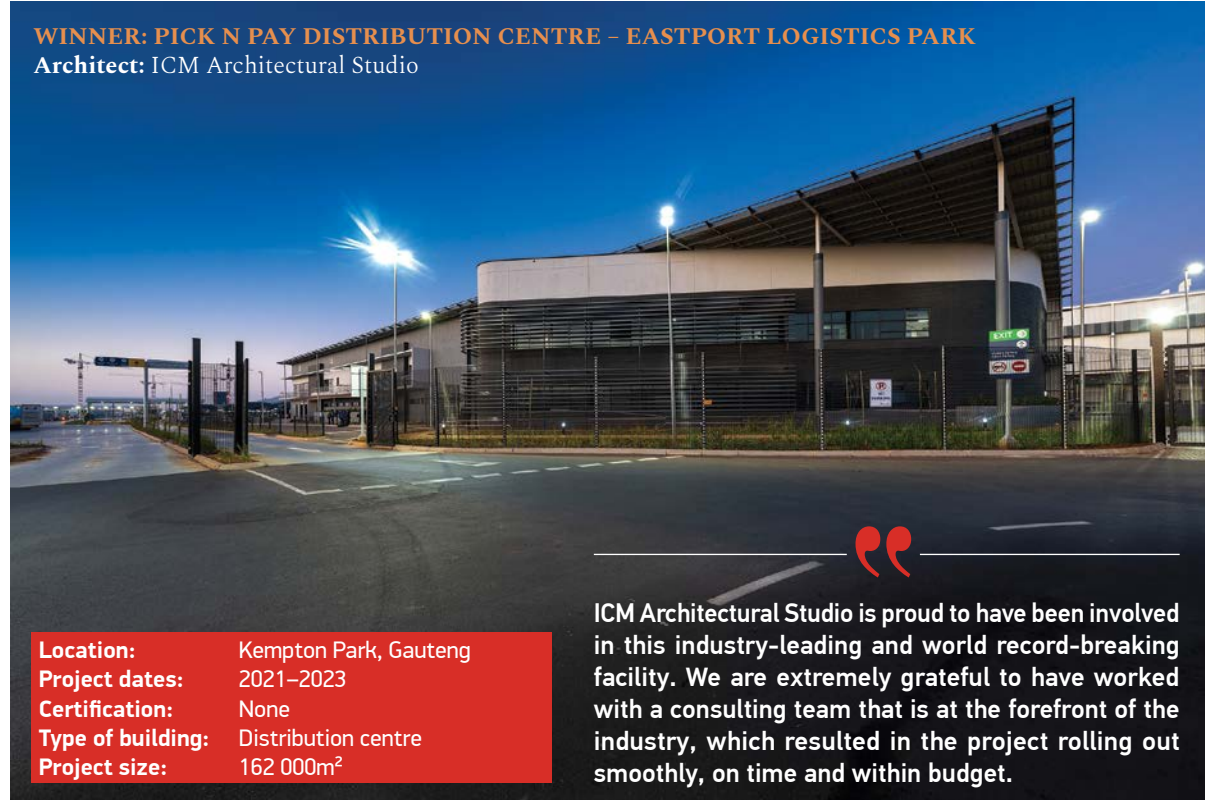 WINNER: PICK N PAY DISTRIBUTION CENTRE – EASTPORT LOGISTICS PARK
Architect: ICM Architectural Studio
EXIT
Location: Kempton Park, Gauteng
Project dates: 2021–2023
Certification: None
Type of building: Distribution centre
Project size: 162 000m²
ICM Architectural Studio is proud to have been involved
in this industry-leading and world record-breaking
facility. We are extremely grateful to have worked
with a consulting team that is at the forefront of the
industry, which resulted in the project rolling out
smoothly, on time and within budget.